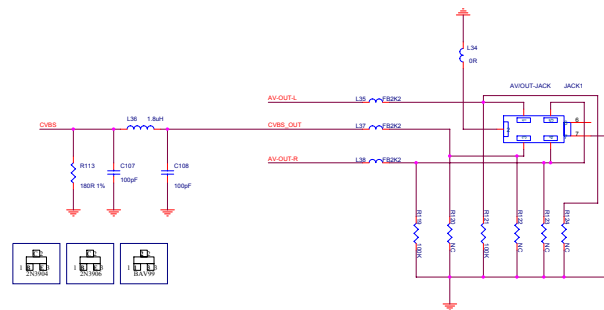 L34
0R
AV/OUT-JACK JACK1
AV-OUT-L L35 FB2K2
L36 1.8uH
CVBS
CVBS_OUT L37 FB2K2
6
7
AV-OUT-R L38 FB2K2
R113
180R 1%
C107
100pF
C108
100pF
R119 100K
R120 NC
R121 100K
R122 NC
R123 NC
R124 NC
2N3904
2N3906
BAV99